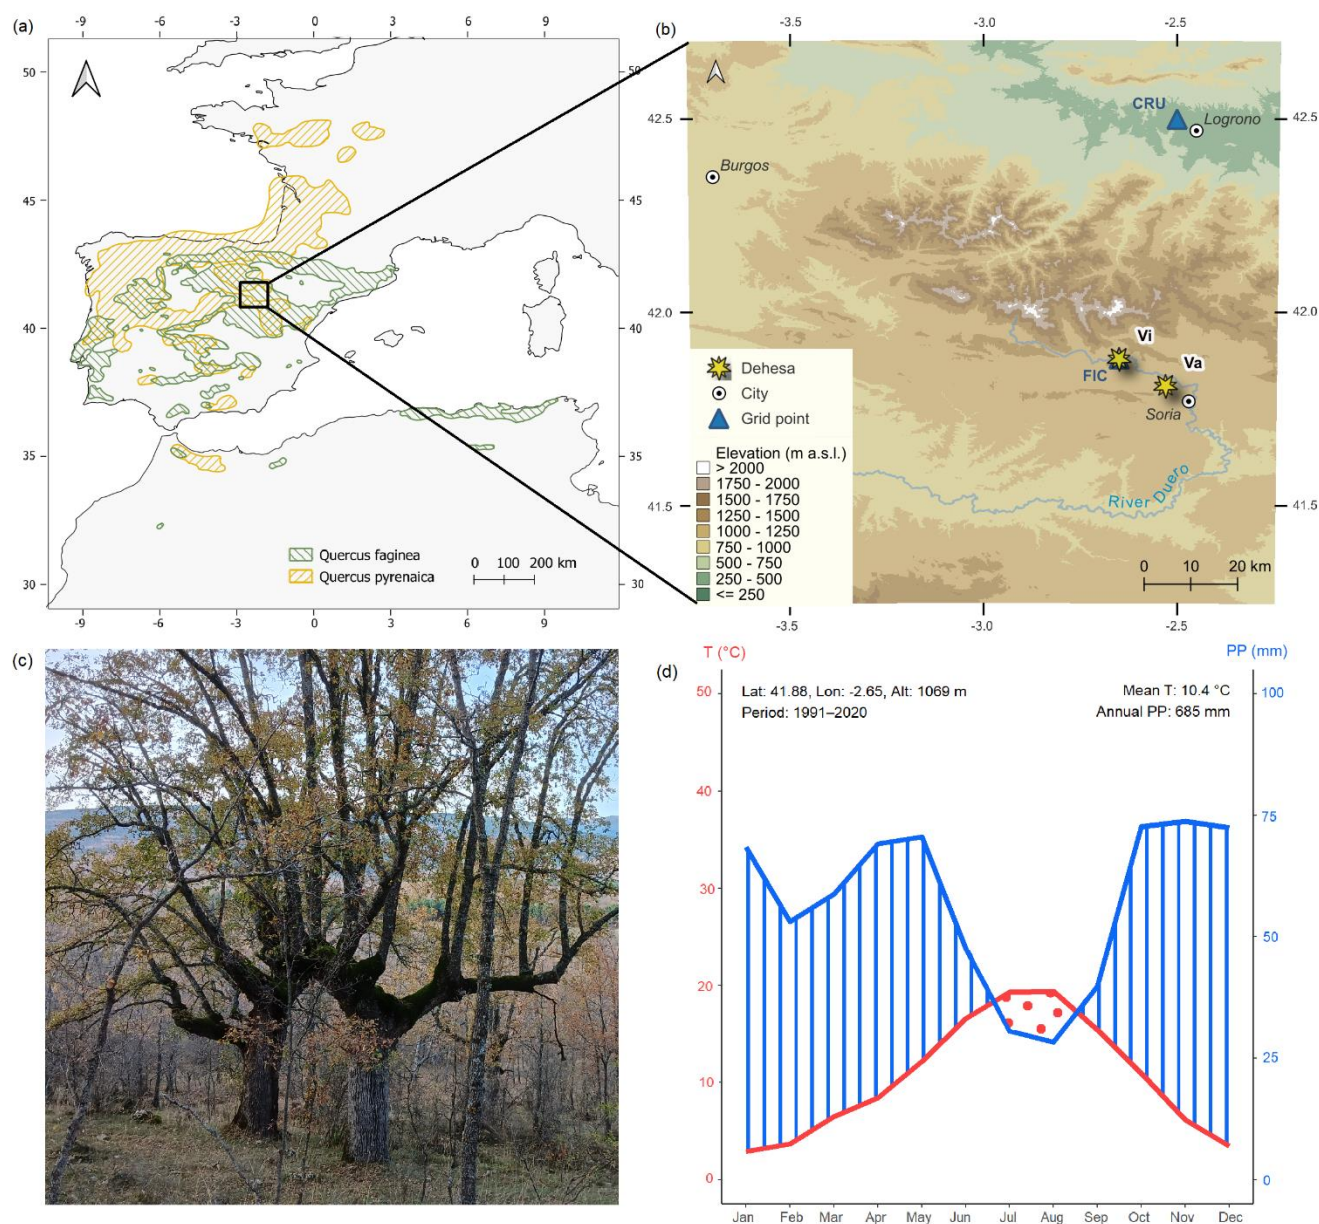 (a)
-9 -6 -3 0 3 6 9
50 50
45 45
40 40
35 35
30 30
Quercus faginea
Quercus pyrenaica
0 100 200 km
-9 -6 -3 0 3 6 9
(b)
-3.5 -3.0 -2.5
CRU
Logrono
42.5 42.5
Burgos
42.0 42.0
Vi
Va
FIC
Soria
Dehesa
City
Grid point
Elevation (m a.s.l.)
> 2000
1750 - 2000
1500 - 1750
1250 - 1500
1000 - 1250
750 - 1000
500 - 750
250 - 500
<= 250
River Duero
41.5 41.5
0 10 20 km
-3.5 -3.0 -2.5
(c)
(d)
T (°C)
PP (mm)
Lat: 41.88, Lon: -2.65, Alt: 1069 m
Period: 1991–2020
Mean T: 10.4 °C
Annual PP: 685 mm
50 100
40
75
30
50
20
25
10
0 0
Jan Feb Mar Apr May Jun Jul Aug Sep Oct Nov Dec